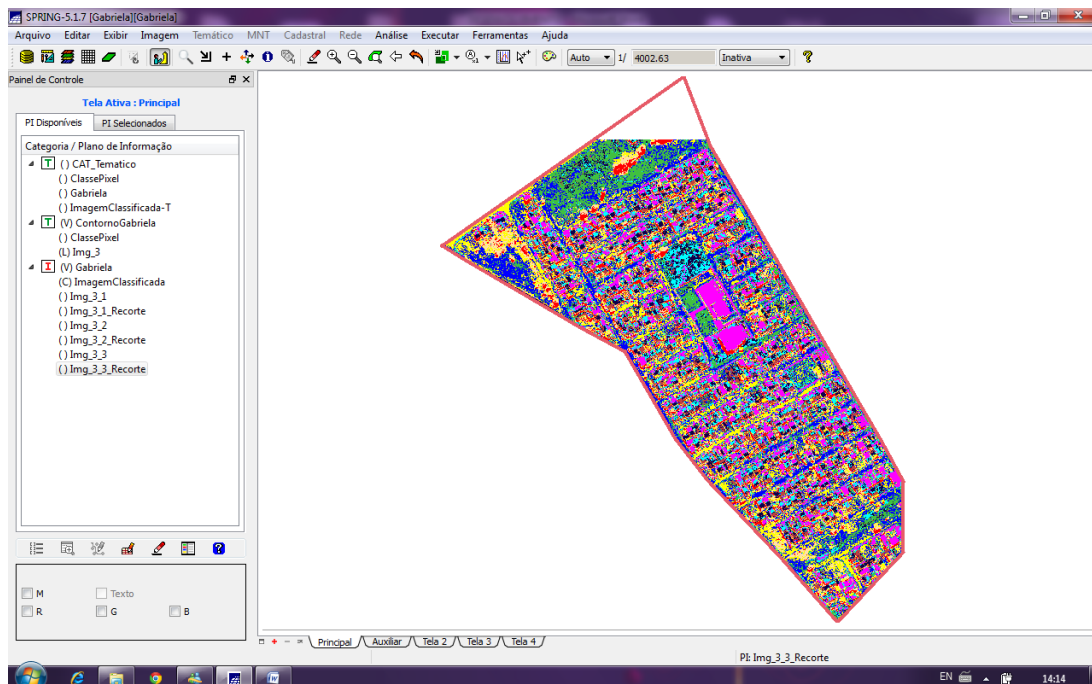 SPRING-5.1.7 [Gabriela][Gabriela]
Arquivo Editar Exibir Imagem Temático MNT Cadastral Rede Análise Executar Ferramentas Ajuda
Auto 1/ 4002.63 Inativa
Painel de Controle
Tela Ativa : Principal
PI Disponíveis PI Selecionados
Categoria / Plano de Informação
T () CAT_Tematico
() ClassePixel
() Gabriela
() ImagemClassificada-T
T (V) ContornoGabriela
() ClassePixel
(L) Img_3
I (V) Gabriela
(C) ImagemClassificada
() Img_3_1
() Img_3_1_Recorte
() Img_3_2
() Img_3_2_Recorte
() Img_3_3
() Img_3_3_Recorte
M Texto
R G B
Principal Auxiliar Tela 2 Tela 3 Tela 4
PI: Img_3_3_Recorte
EN 14:14